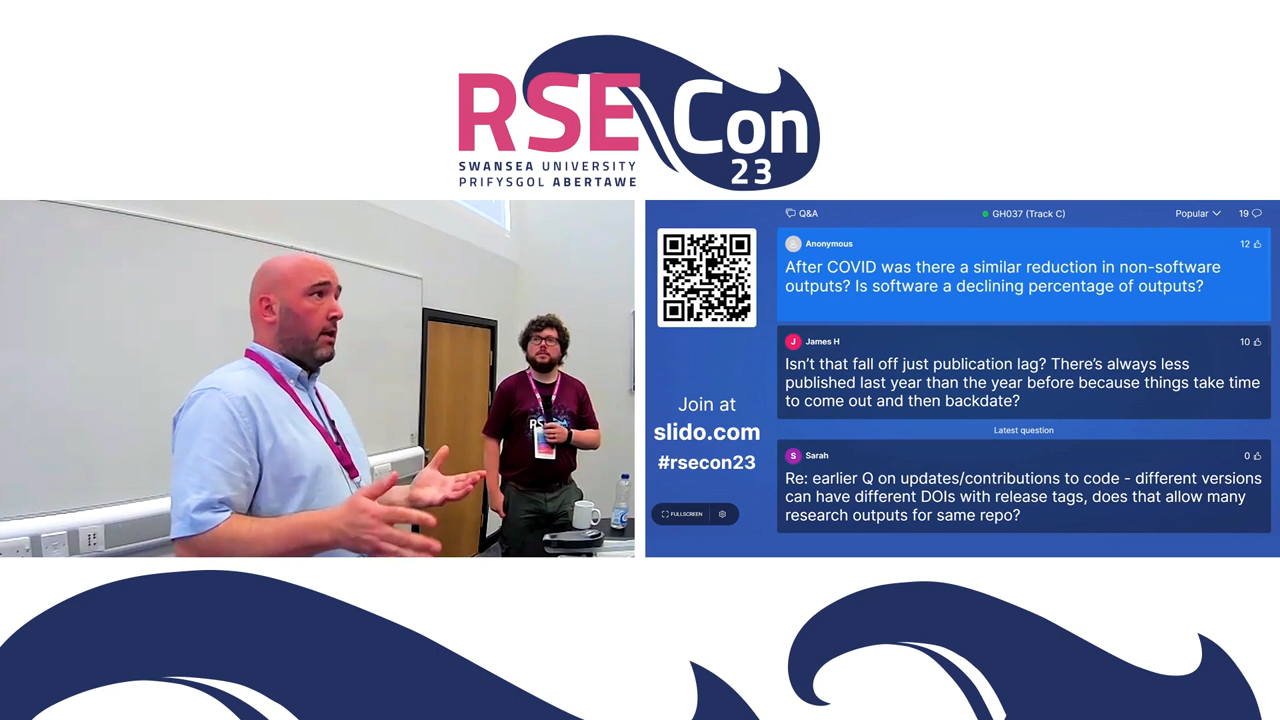 RSE Con
23
SWANSEA UNIVERSITY
PRIFYSGOL ABERTAWE
Q&A
GH037 (Track C)
Popular
19
Anonymous
12
After COVID was there a similar reduction in non-software
outputs? Is software a declining percentage of outputs?
J
James H
10
Isn't that fall off just publication lag? There's always less
published last year than the year before because things take time
to come out and then backdate?
Latest question
S
Sarah
0
Re: earlier Q on updates/contributions to code - different versions
can have different DOIs with release tags, does that allow many
research outputs for same repo?
Join at
slido.com
#rsecon23
FULLSCREEN